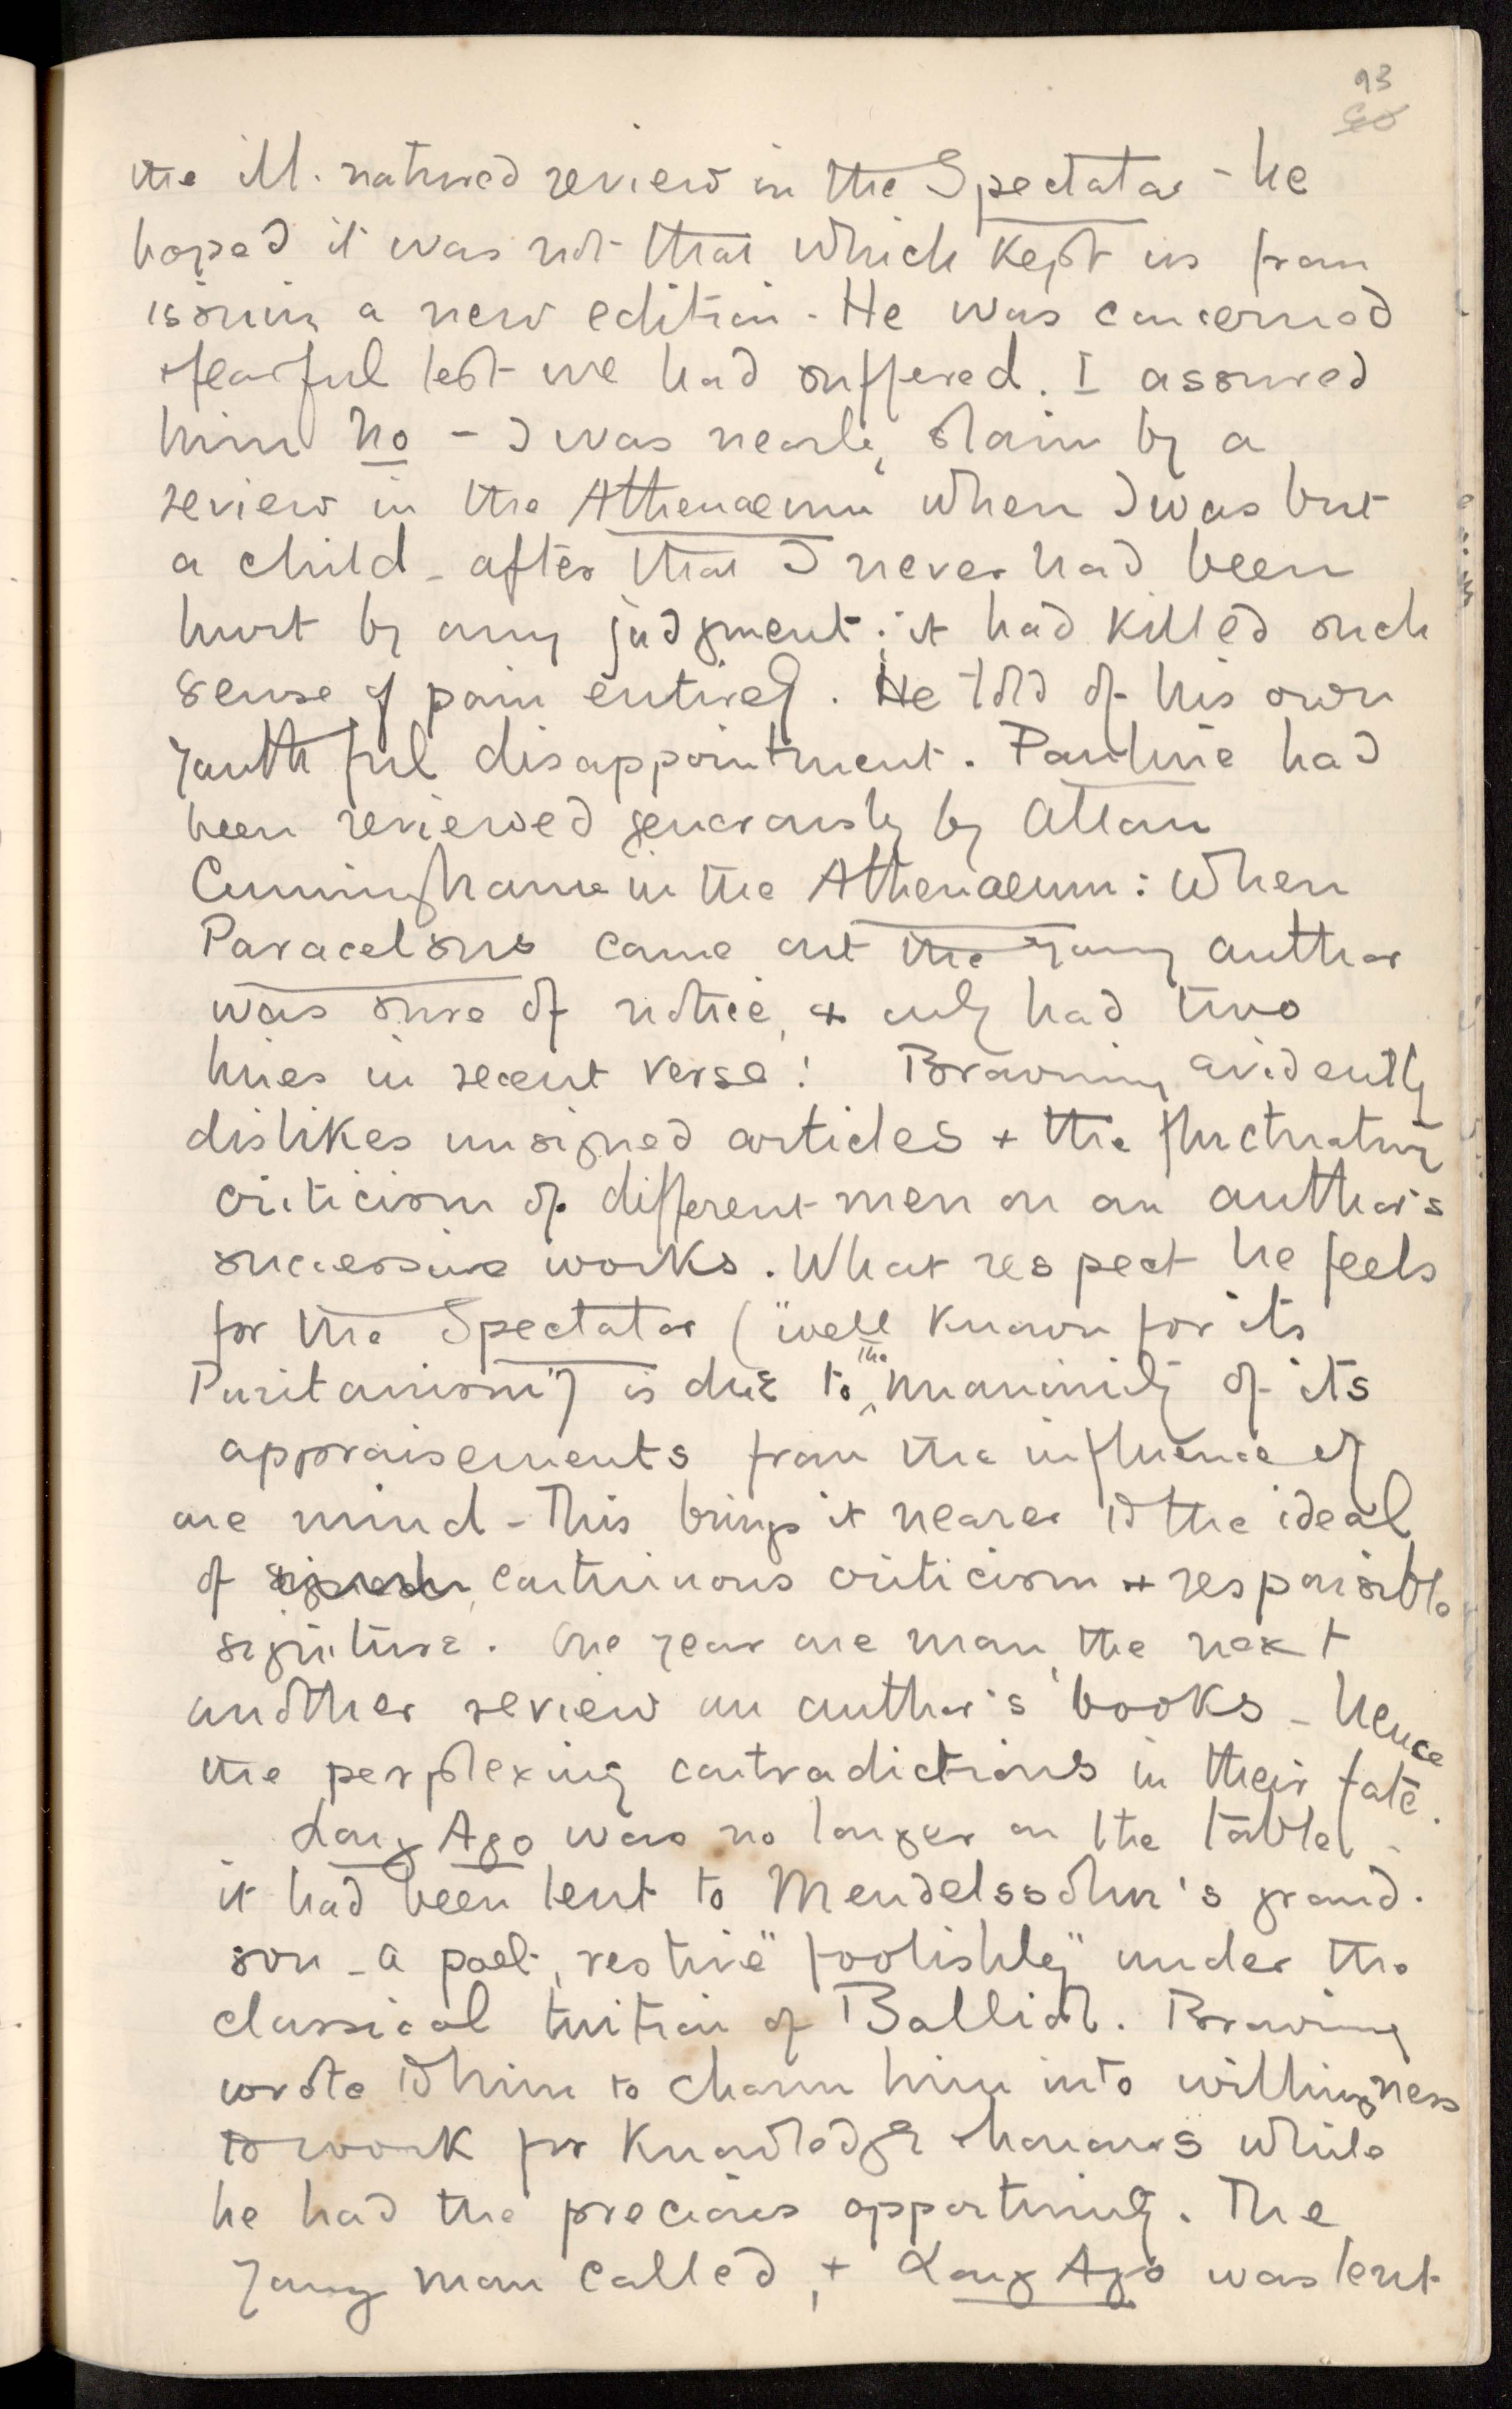 93
60
the ill-natured review in the Spectator - he
hoped it was not that which kept us from
issuing a new edition. He was concerned
& fearful lest we had suffered. I assured
him no - I was nearly slain by a
review in the Athenaeum when I was but
a child - after that I never had been
hurt by any judgment; it had killed such
sense of pain entirely. He told of his own
youthful disappointment. Pauline had
been reviewed generously by Allan
Cunninghame in the Athenaeum: When
Paracelsus came out the young author
was sure of notice, & only had two
lines in recent verse! Browning evidently
dislikes unsigned articles & the fluctuating
criticism of different men on an author's
successive works. What respect he feels
for the Spectator ("well known for its
Puritanism") is due to the unanimity of its
appraisements from the influence of
one mind - This brings it nearer to the ideal
of signed, continuous criticism & responsible
signiture. One year one man, the next
another review an author's books - hence
the perplexing contradictions in their fate.
Long Ago was no longer on the table -
it had been lent to Mendelssohn's grand-
son - a poet, restive "foolishly" under the
classical tuition of Balliol. Browning
wrote to him to charm him into willingness
to work for knowledge & honours while
he had the precious opportunity. The
young man called, & Long Ago was lent